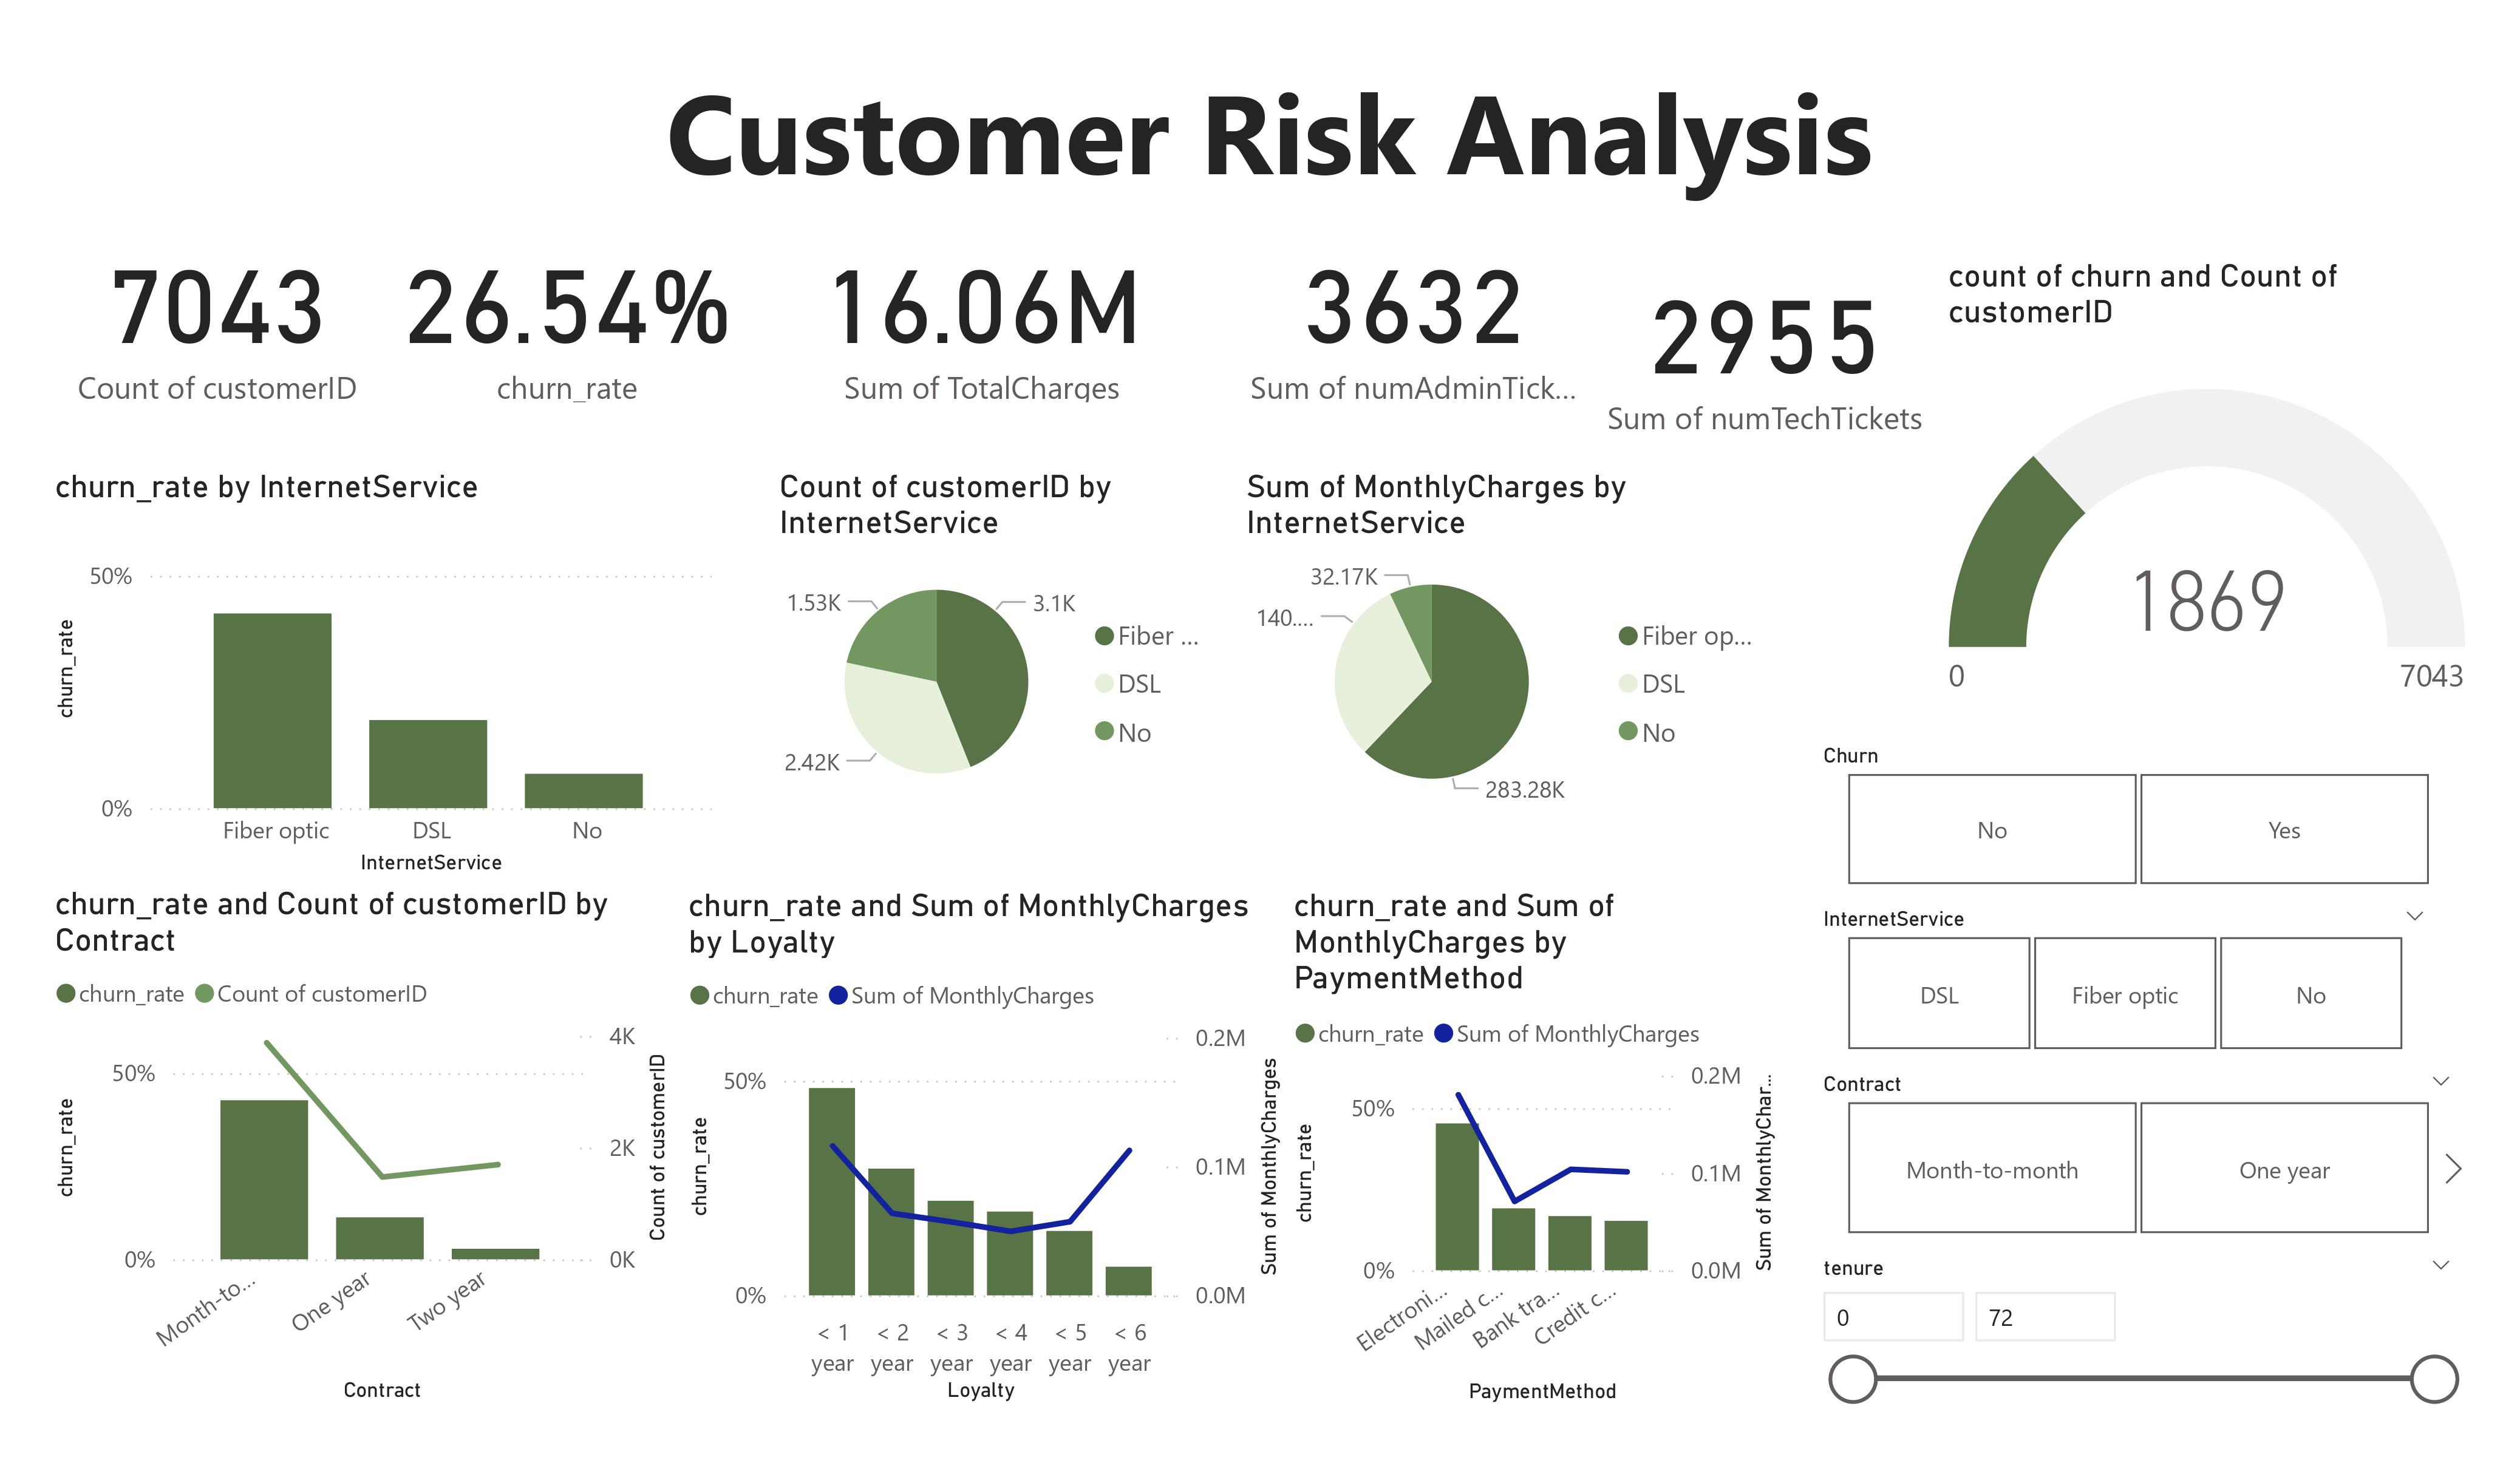 Customer Risk Analysis
7043
Count of customerID
26.54%
churn_rate
16.06M
Sum of TotalCharges
3632
Sum of numAdminTick...
2955
Sum of numTechTickets
count of churn and Count of
customerID
1869
0
7043
churn_rate by InternetService
50%
0%
churn_rate
Fiber optic
DSL
No
InternetService
Count of customerID by
InternetService
1.53K
3.1K
2.42K
Fiber ...
DSL
No
Sum of MonthlyCharges by
InternetService
32.17K
140....
283.28K
Fiber op...
DSL
No
Churn
No
Yes
InternetService
DSL
Fiber optic
No
Contract
Month-to-month
One year
tenure
0
72
churn_rate and Count of customerID by
Contract
churn_rate
Count of customerID
50%
0%
churn_rate
4K
2K
0K
Count of customerID
Month-to...
One year
Two year
Contract
churn_rate and Sum of MonthlyCharges
by Loyalty
churn_rate
Sum of MonthlyCharges
50%
0%
churn_rate
0.2M
0.1M
0.0M
Sum of MonthlyCharges
< 1
year
< 2
year
< 3
year
< 4
year
< 5
year
< 6
year
Loyalty
churn_rate and Sum of
MonthlyCharges by
PaymentMethod
churn_rate
Sum of MonthlyCharges
50%
0%
churn_rate
0.2M
0.1M
0.0M
Sum of MonthlyChar...
Electroni...
Mailed c...
Bank tra...
Credit c...
PaymentMethod